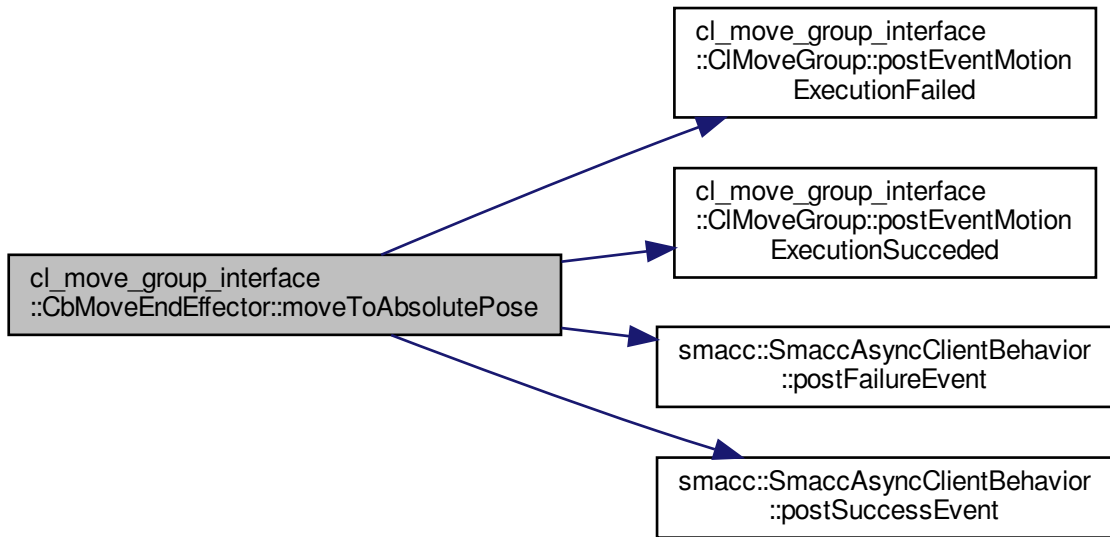 cl_move_group_interface
::ClMoveGroup::postEventMotion
ExecutionFailed
cl_move_group_interface
::ClMoveGroup::postEventMotion
ExecutionSucceded
cl_move_group_interface
::CbMoveEndEffector::moveToAbsolutePose
smacc::SmaccAsyncClientBehavior
::postFailureEvent
smacc::SmaccAsyncClientBehavior
::postSuccessEvent